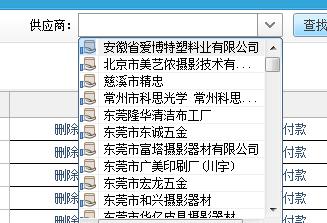 供应商： 查找
安徽省爱博特塑料业有限公司
北京市美艺侬摄影技术有...
慈溪市精忠
常州市科思光学 常州科思...
东莞隆华清洁布工厂
删除 东莞市东诚五金 付款
删除 东莞市富塔摄影器材有限公司 付款
删除 东莞市广美印刷厂(川宇) 付款
删除 东莞市宏龙五金 付款
删除 东莞市和兴摄影器材 付款